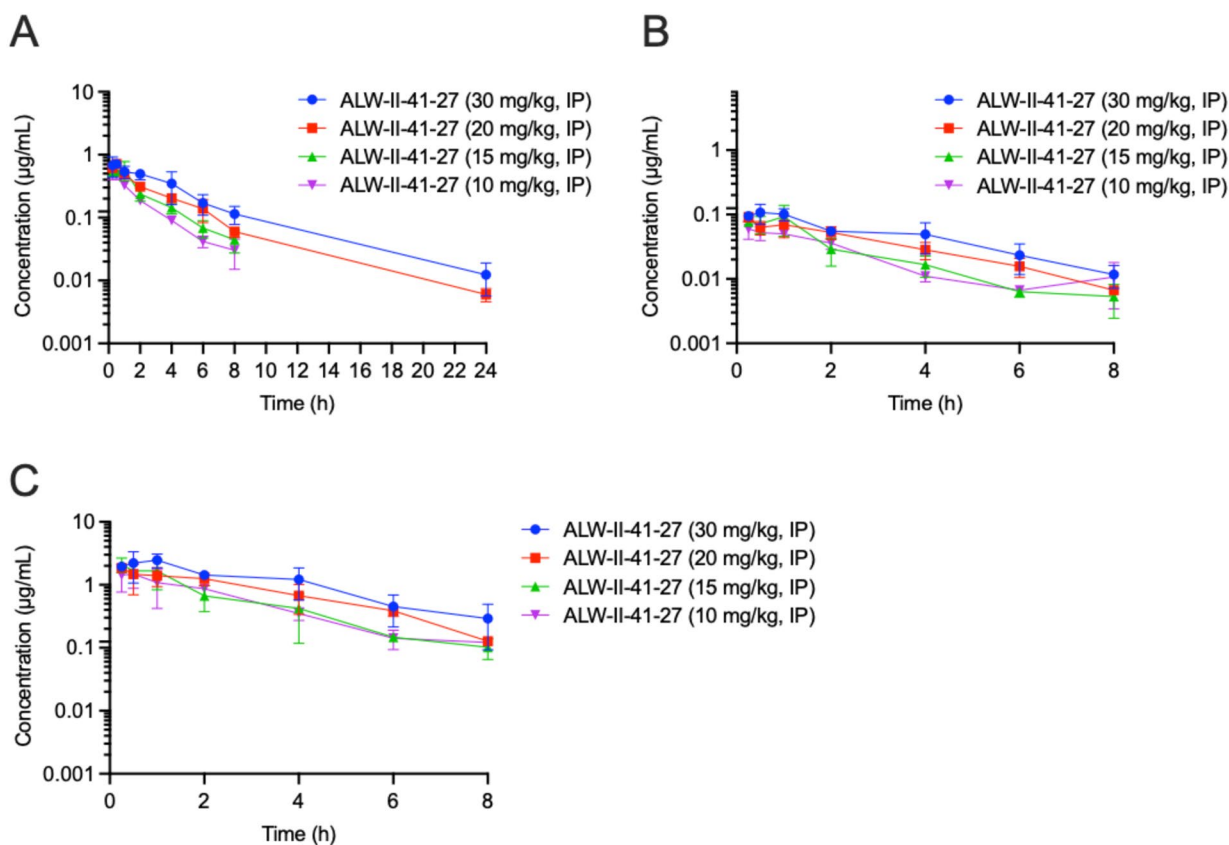 A
Concentration (µg/mL)
10
1
0.1
0.01
0.001
0 2 4 6 8 10 12 14 16 18 20 22 24
Time (h)
ALW-II-41-27 (30 mg/kg, IP)
ALW-II-41-27 (20 mg/kg, IP)
ALW-II-41-27 (15 mg/kg, IP)
ALW-II-41-27 (10 mg/kg, IP)
B
Concentration (µg/mL)
1
0.1
0.01
0.001
0 2 4 6 8
Time (h)
ALW-II-41-27 (30 mg/kg, IP)
ALW-II-41-27 (20 mg/kg, IP)
ALW-II-41-27 (15 mg/kg, IP)
ALW-II-41-27 (10 mg/kg, IP)
C
Concentration (µg/mL)
10
1
0.1
0.01
0.001
0 2 4 6 8
Time (h)
ALW-II-41-27 (30 mg/kg, IP)
ALW-II-41-27 (20 mg/kg, IP)
ALW-II-41-27 (15 mg/kg, IP)
ALW-II-41-27 (10 mg/kg, IP)